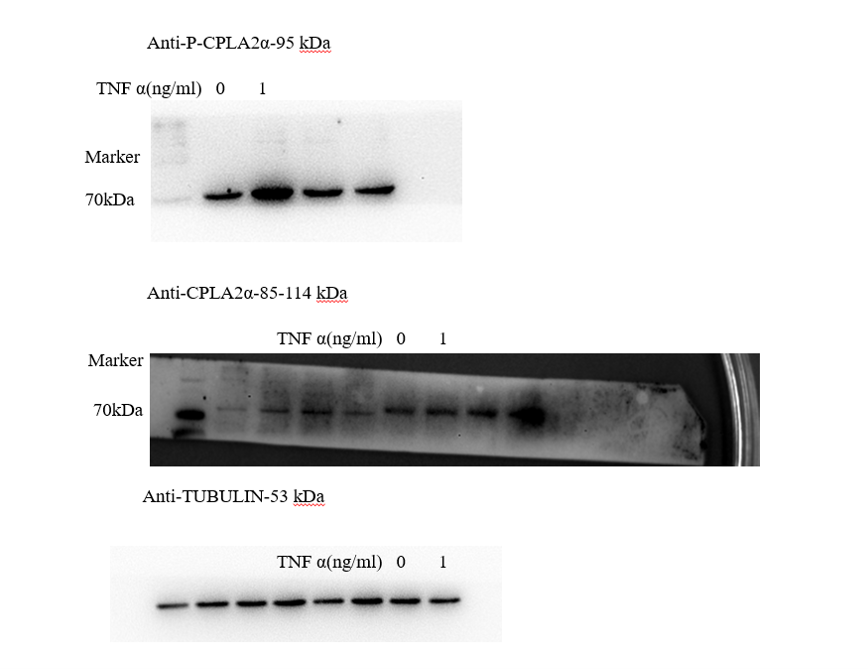 Anti-P-CPLA2α-95 kDa
TNF α(ng/ml) 0 1
Marker
70kDa
Anti-CPLA2α-85-114 kDa
TNF α(ng/ml) 0 1
Marker
70kDa
Anti-TUBULIN-53 kDa
TNF α(ng/ml) 0 1